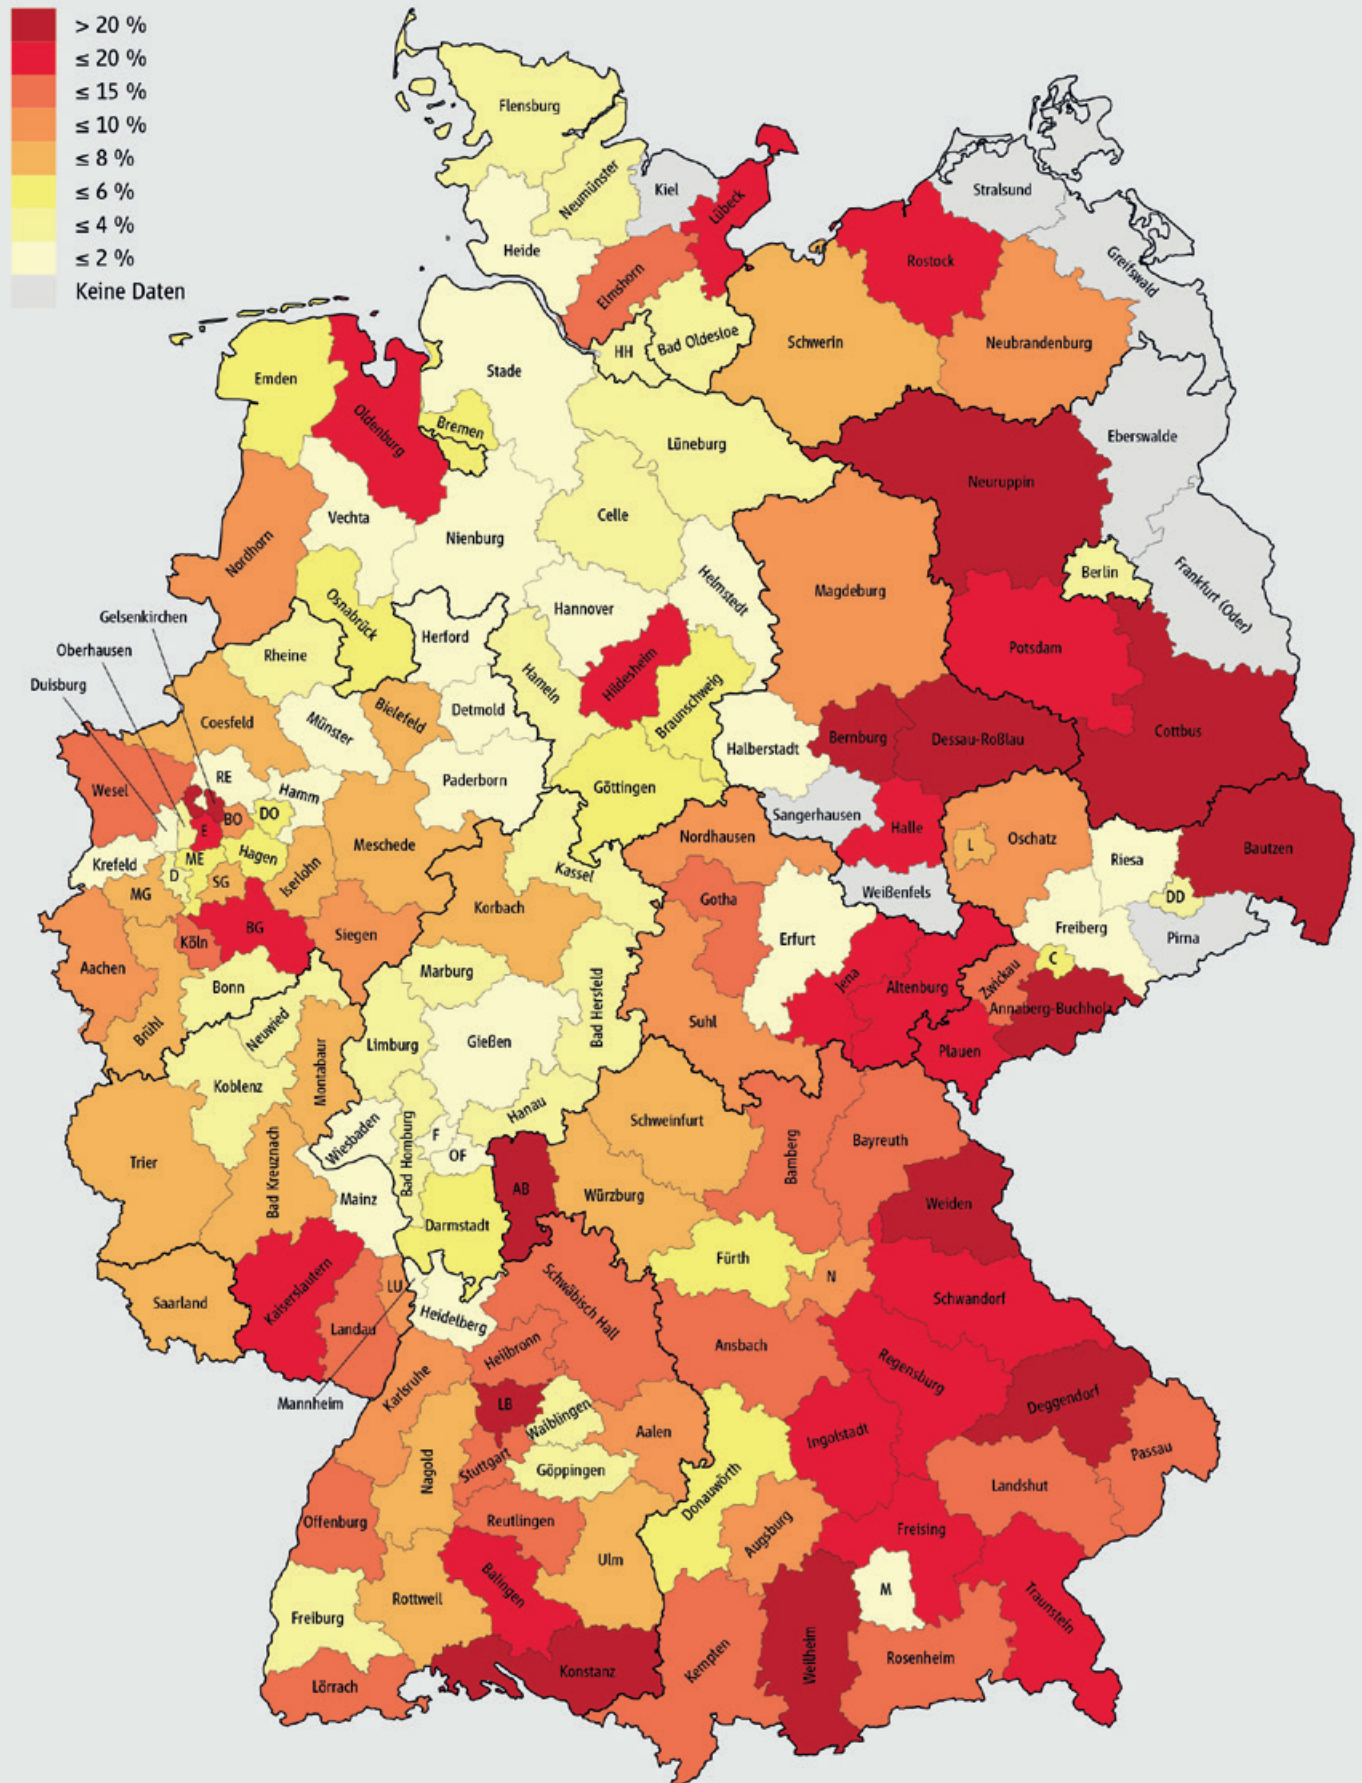 > 20 %
≤ 20 %
≤ 15 %
≤ 10 %
≤ 8 %
≤ 6 %
≤ 4 %
≤ 2 %
Keine Daten
Flensburg
Neumünster
Kiel
Lübeck
Stralsund
Heide
Elmshorn
Rostock
Greifswald
HH
Bad Oldesloe
Schwerin
Neubrandenburg
Emden
Stade
Oldenburg
Bremen
Lüneburg
Eberswalde
Neuruppin
Vechta
Celle
Nienburg
Nordhorn
Helmstedt
Berlin
Frankfurt (Oder)
Magdeburg
Hannover
Osnabrück
Gelsenkirchen
Herford
Oberhausen
Rheine
Potsdam
Hildesheim
Duisburg
Hameln
Braunschweig
Coesfeld
Münster
Bielefeld
Detmold
Cottbus
Bernburg
Dessau-Roßlau
Halberstadt
Wesel
RE
Hamm
Paderborn
Göttingen
Sangerhausen
BO
DO
E
Halle
Nordhausen
Oschatz
L
Meschede
Bautzen
Krefeld
ME
Hagen
Riesa
D
SG
Iserlohn
Kassel
Weißenfels
MG
Korbach
Gotha
DD
BG
Köln
Siegen
Erfurt
Freiberg
Pirna
Aachen
Marburg
C
Bonn
Jena
Altenburg
Zwickau
Annaberg-Buchholz
Bad Hersfeld
Brühl
Neuwied
Suhl
Limburg
Gießen
Plauen
Montabaur
Koblenz
Hanau
Schweinfurt
Wiesbaden
Bad Homburg
F
OF
Bamberg
Bayreuth
Trier
Bad Kreuznach
AB
Würzburg
Mainz
Weiden
Darmstadt
Fürth
N
Kaiserslautern
LU
Schwäbisch Hall
Saarland
Schwandorf
Heidelberg
Landau
Heilbronn
Ansbach
Regensburg
Karlsruhe
Mannheim
LB
Waiblingen
Deggendorf
Aalen
Ingolstadt
Passau
Stuttgart
Göppingen
Nagold
Donauwörth
Landshut
Offenburg
Reutlingen
Augsburg
Freising
Ulm
Balingen
M
Rottweil
Traunstein
Freiburg
Weilheim
Kempten
Rosenheim
Konstanz
Lörrach